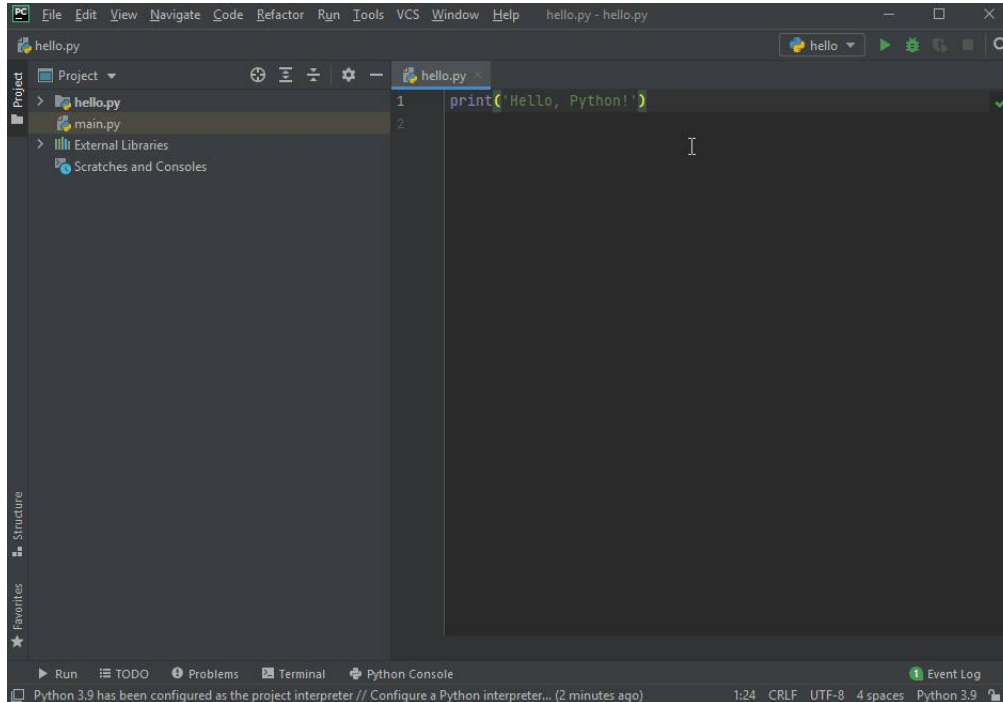 PC File Edit View Navigate Code Refactor Run Tools VCS Window Help hello.py - hello.py
hello.py
hello
Project
Project
hello.py
main.py
External Libraries
Scratches and Consoles
hello.py
1 print('Hello, Python!')
2
Structure
Favorites
Run TODO Problems Terminal Python Console 1 Event Log
Python 3.9 has been configured as the project interpreter // Configure a Python interpreter... (2 minutes ago) 1:24 CRLF UTF-8 4 spaces Python 3.9